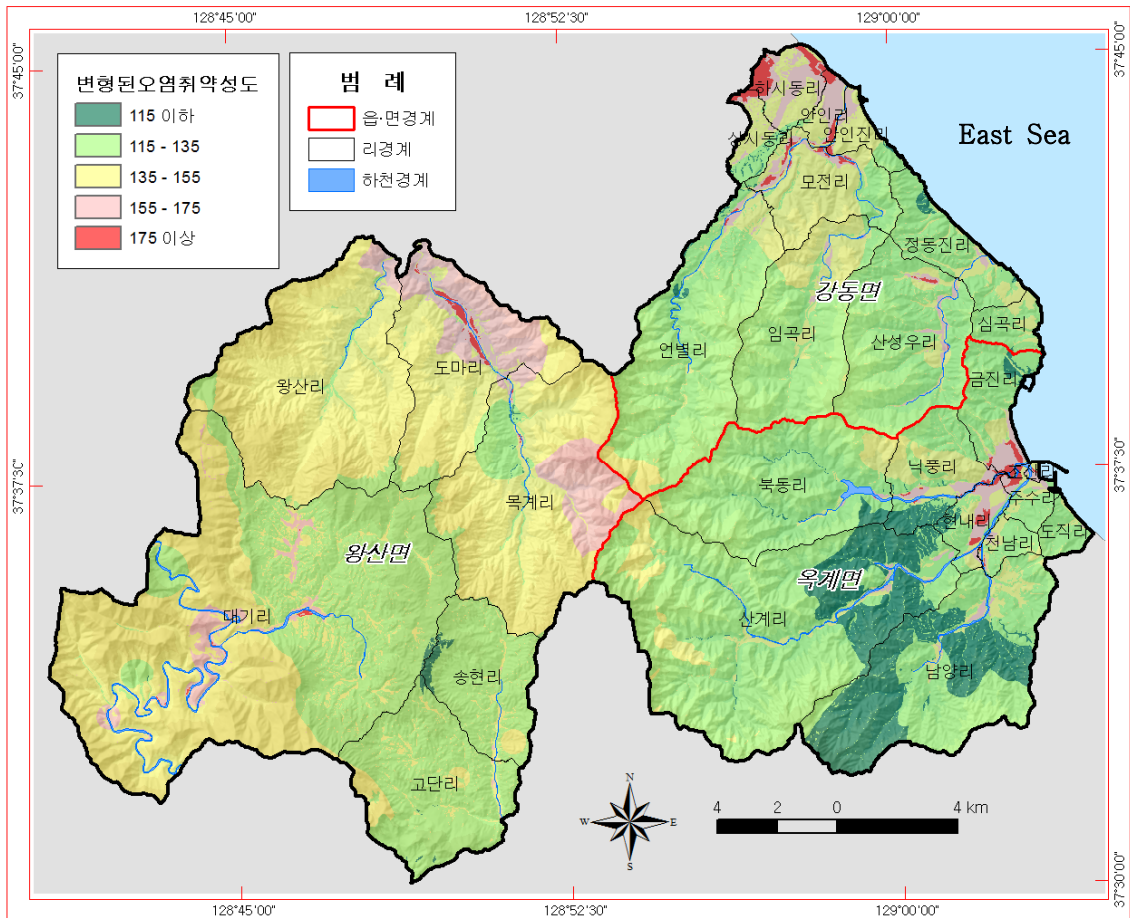 128°45'00"
128°52'30"
129°00'00"
37°45'00"
37°45'00"
변형된오염취약성도
115 이하
115 - 135
135 - 155
155 - 175
175 이상
범 례
읍·면경계
리경계
하천경계
East Sea
하시동리
안인리
상시동리
안인진리
모전리
정동진리
강동면
심곡리
언별리
임곡리
산성우리
금진리
도마리
왕산리
낙풍리
조산리
북동리
주수리
목계리
현내리
천남리
도직리
왕산면
옥계면
대기리
산계리
송현리
남양리
고단리
37°37'30"
37°37'30"
N
W
E
S
4
2
0
4 km
37°30'00"
128°45'00"
128°52'30"
129°00'00"